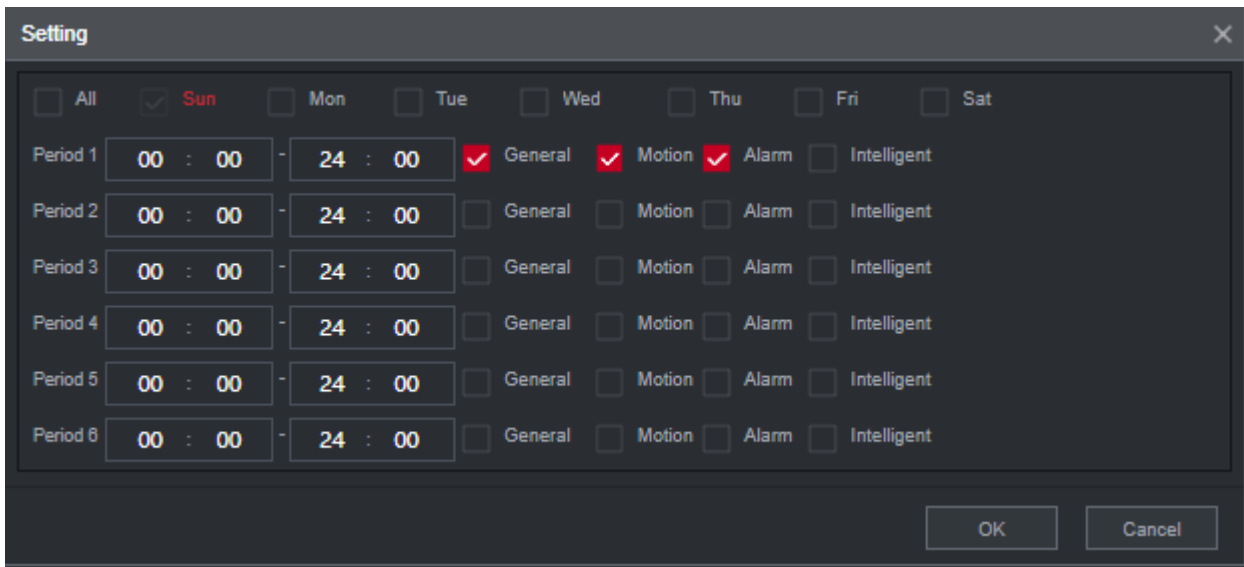 Setting
All Sun Mon Tue Wed Thu Fri Sat
Period 1 00 : 00 - 24 : 00 General Motion Alarm Intelligent
Period 2 00 : 00 - 24 : 00 General Motion Alarm Intelligent
Period 3 00 : 00 - 24 : 00 General Motion Alarm Intelligent
Period 4 00 : 00 - 24 : 00 General Motion Alarm Intelligent
Period 5 00 : 00 - 24 : 00 General Motion Alarm Intelligent
Period 6 00 : 00 - 24 : 00 General Motion Alarm Intelligent
OK Cancel